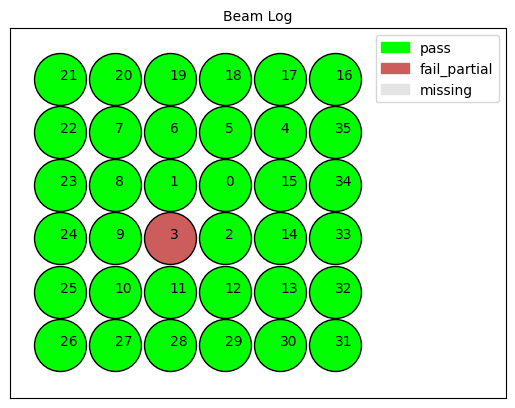 Beam Log
pass
fail_partial
missing
21 20 19 18 17 16
22 7 6 5 4 35
23 8 1 0 15 34
24 9 3 2 14 33
25 10 11 12 13 32
26 27 28 29 30 31